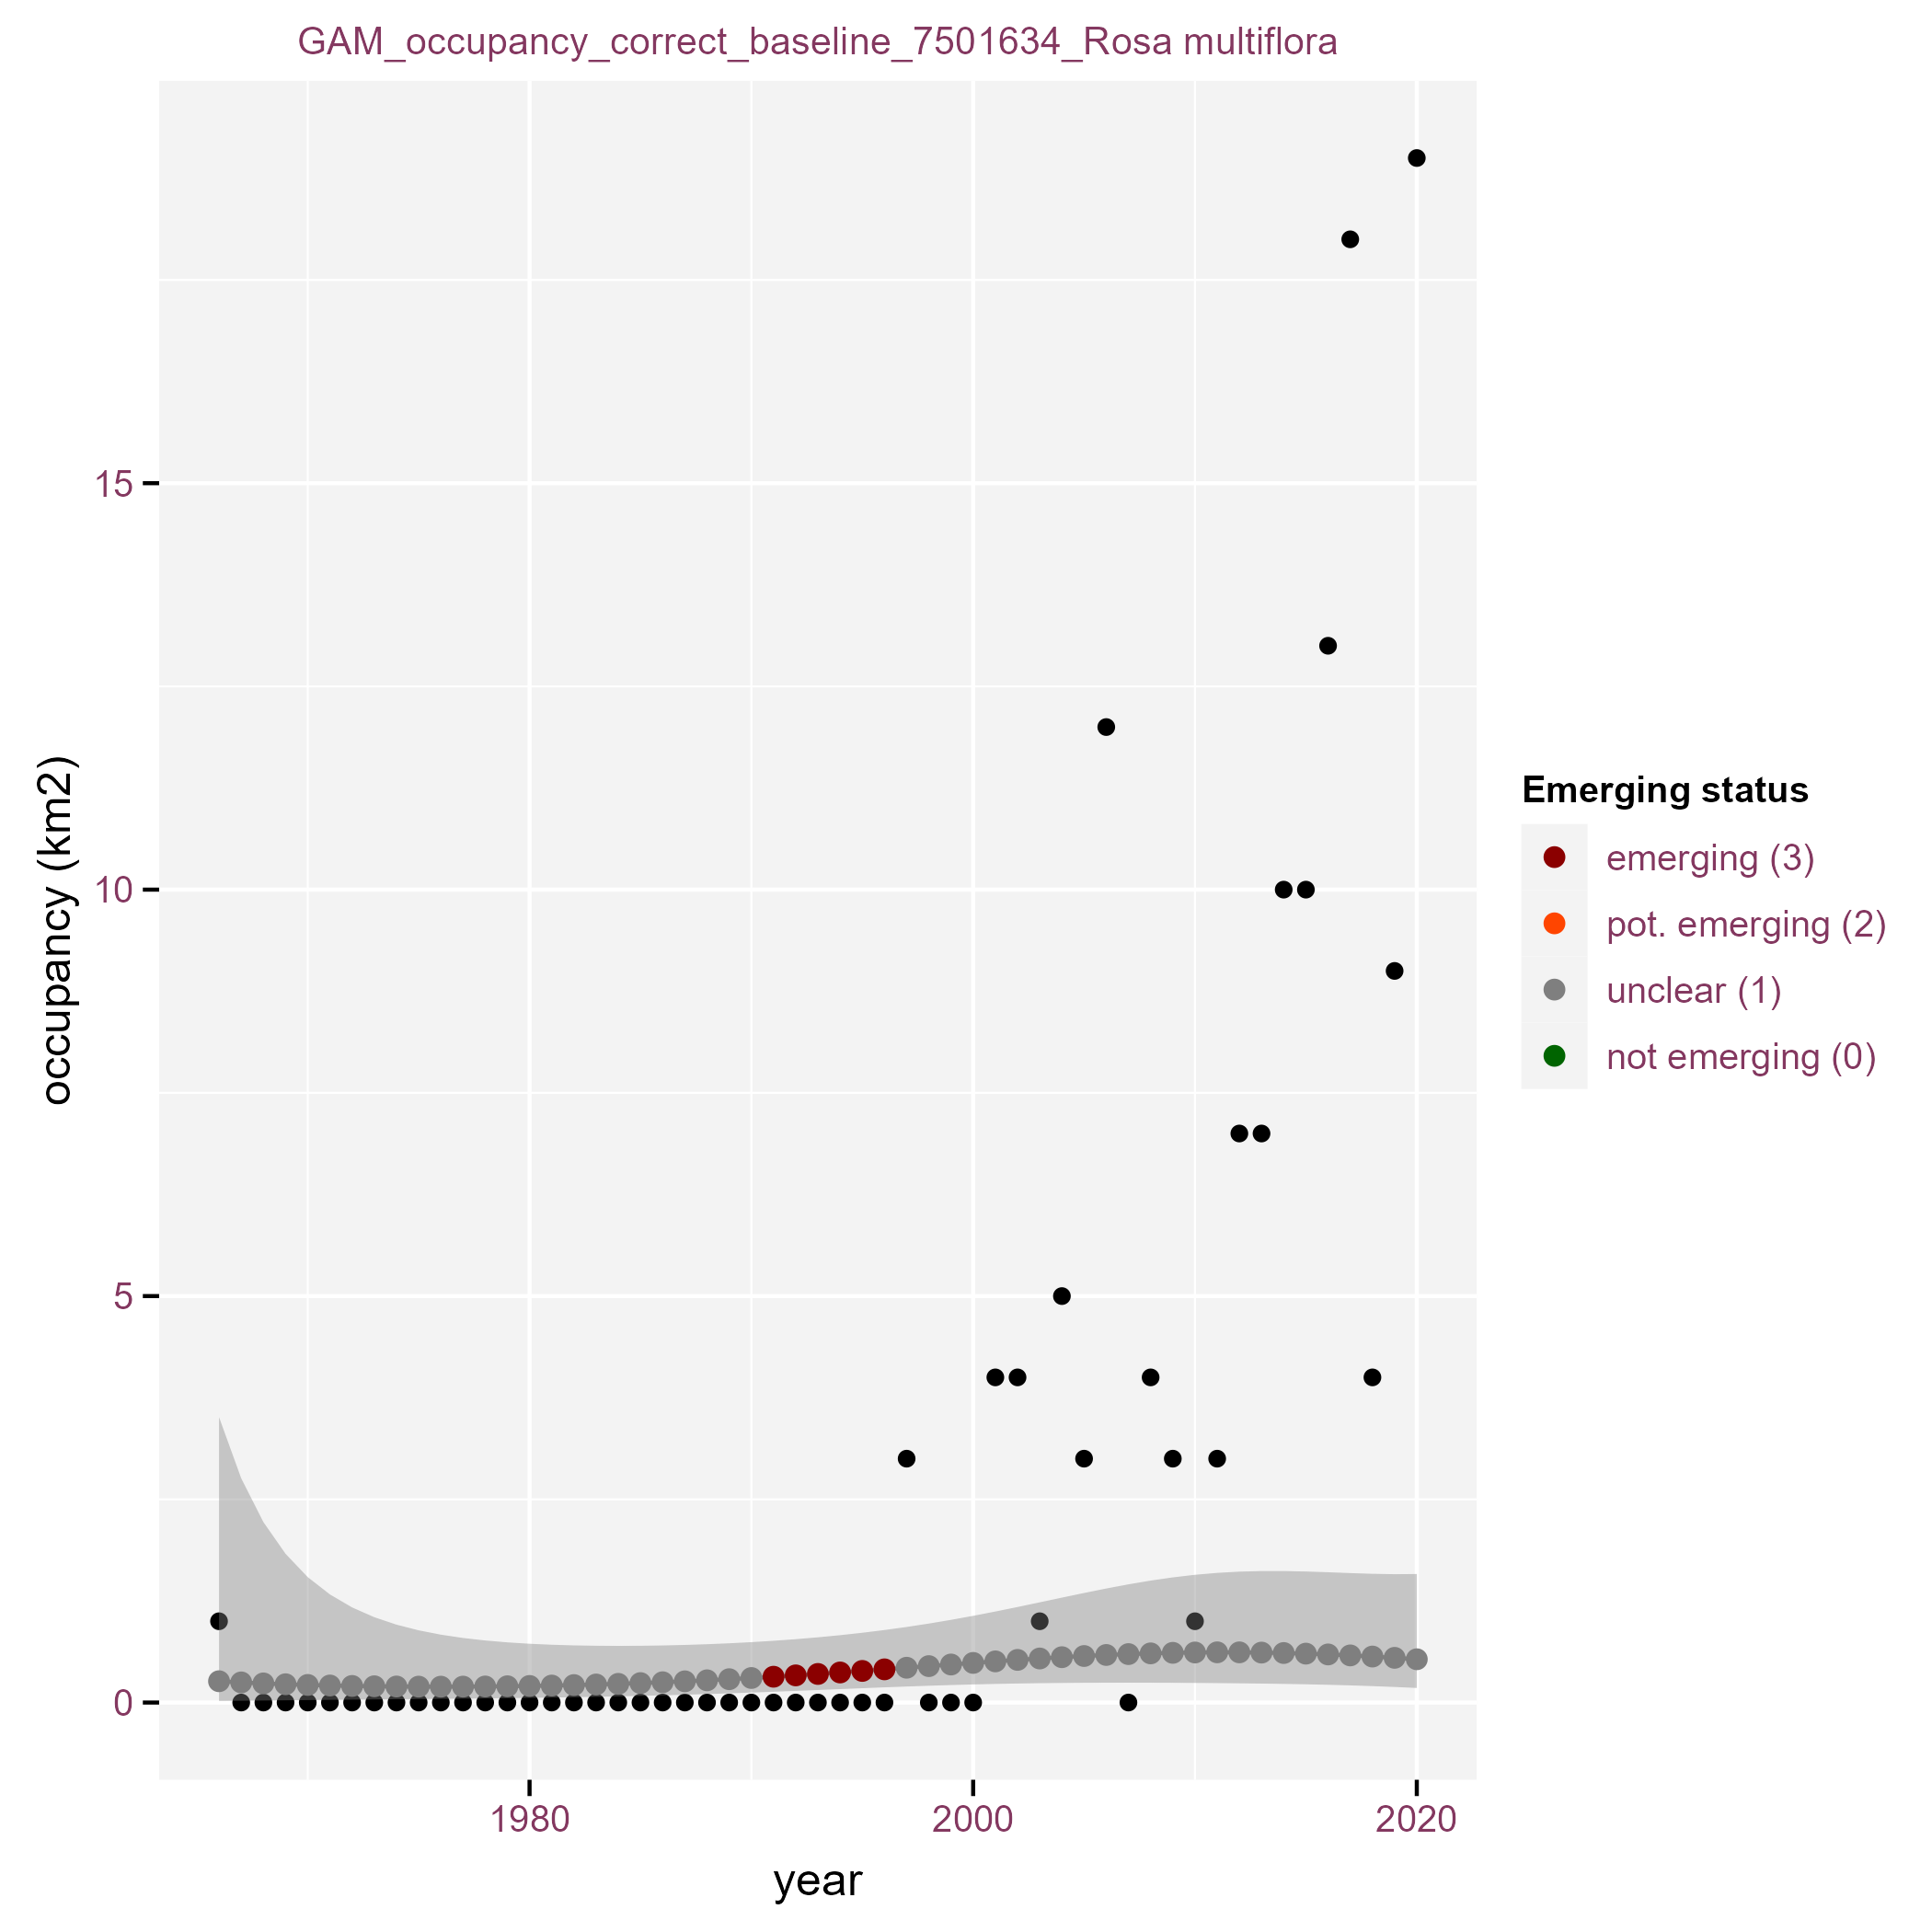 GAM_occupancy_correct_baseline_7501634_Rosa multiflora
occupancy (km2)
15
10
5
0
1980
2000
2020
year
Emerging status
emerging (3)
pot. emerging (2)
unclear (1)
not emerging (0)